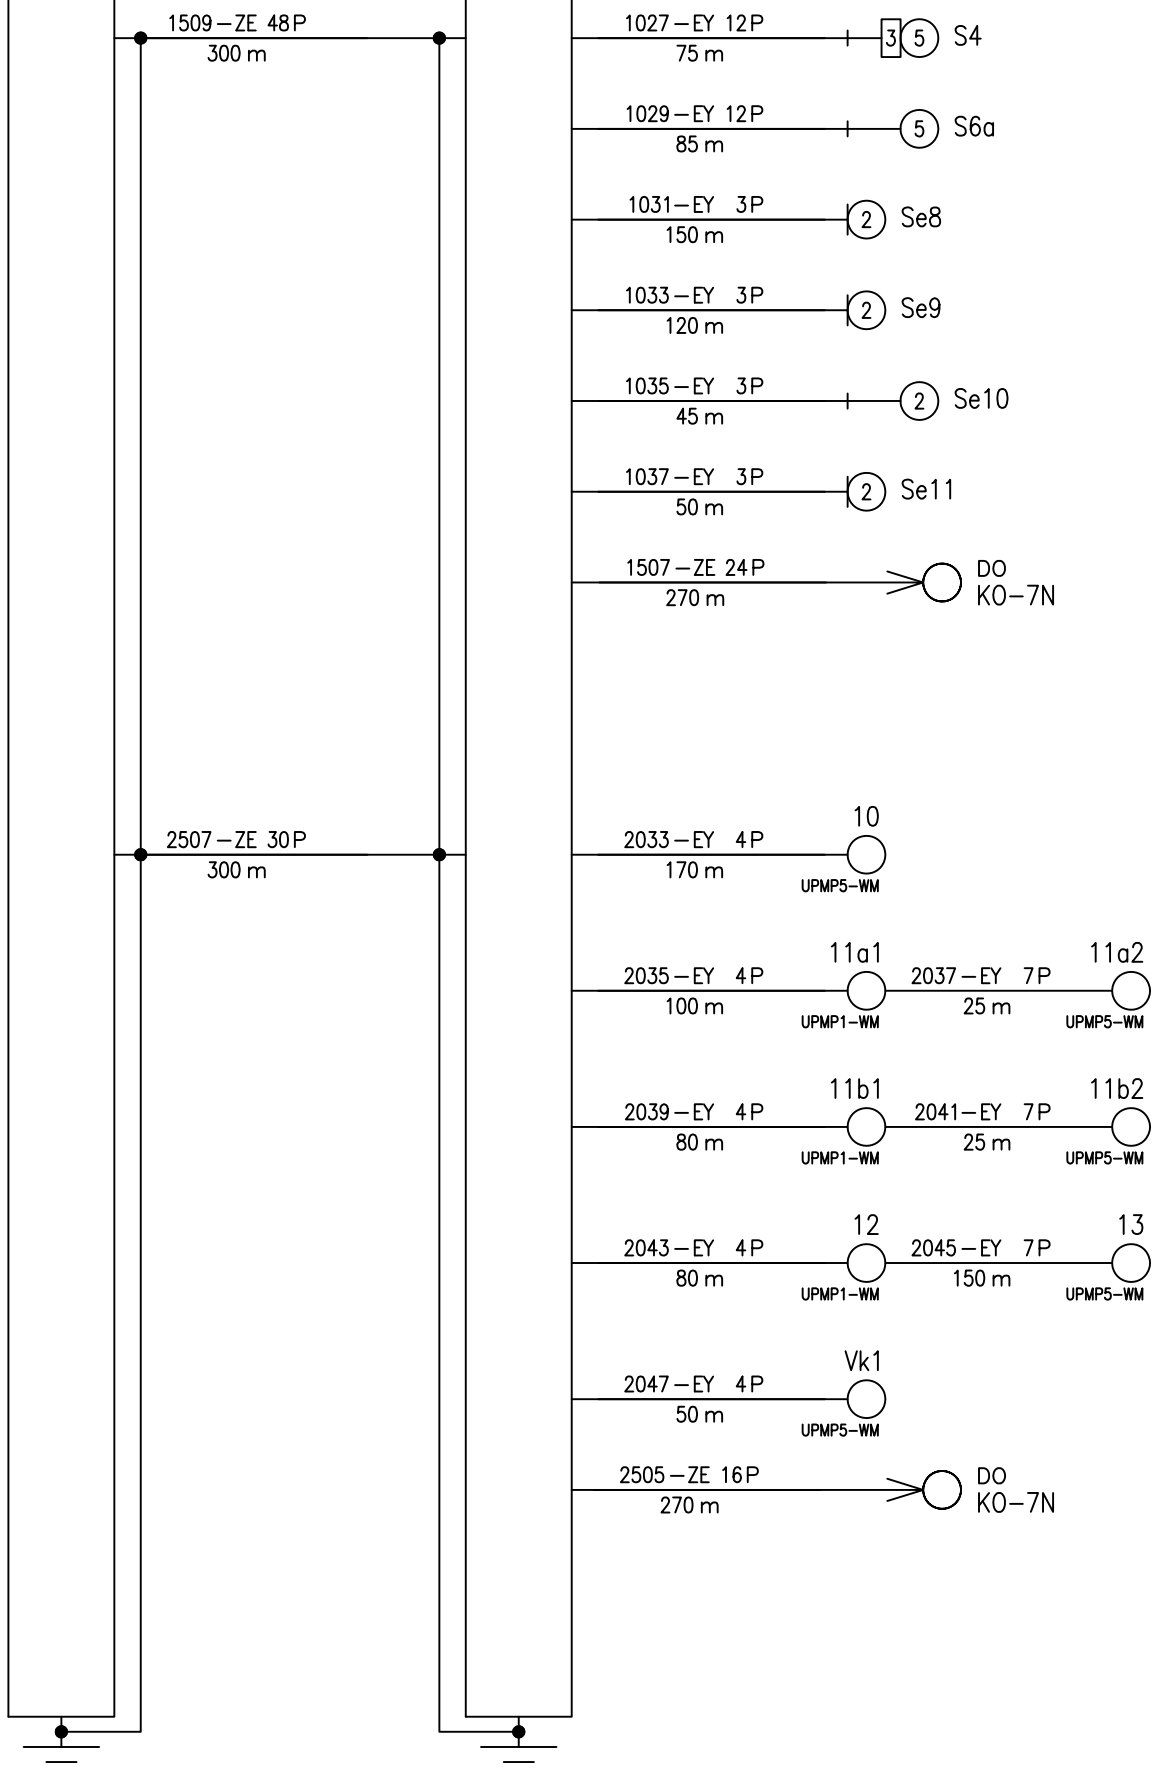 1509-ZE 48P
300 m
1027-EY 12P
75 m
3
5
S4
1029-EY 12P
85 m
5
S6a
1031-EY 3P
150 m
2
Se8
1033-EY 3P
120 m
2
Se9
1035-EY 3P
45 m
2
Se10
1037-EY 3P
50 m
2
Se11
1507-ZE 24P
270 m
DO
KO-7N
2507-ZE 30P
300 m
10
2033-EY 4P
170 m
UPMP5-WM
11a1
11a2
2035-EY 4P
100 m
UPMP1-WM
2037-EY 7P
25 m
UPMP5-WM
11b1
11b2
2039-EY 4P
80 m
UPMP1-WM
2041-EY 7P
25 m
UPMP5-WM
12
13
2043-EY 4P
80 m
UPMP1-WM
2045-EY 7P
150 m
UPMP5-WM
Vk1
2047-EY 4P
50 m
UPMP5-WM
2505-ZE 16P
270 m
DO
KO-7N